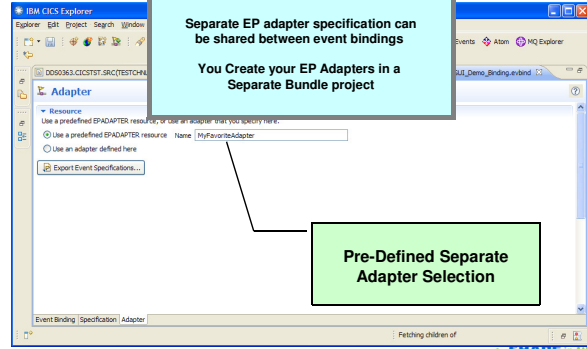 IBM CICS Explorer
Explorer Edit Project Search Window
Separate EP adapter specification can
be shared between event bindings
You Create your EP Adapters in a
Separate Bundle project
Events Atom MQ Explorer
DDS0363.CICSTST.SRC(TESTCHNL
GUI_Demo_Binding.evbind
Adapter
Resource
Use a predefined EPADAPTER resource, or use an adapter that you specify here.
Use a predefined EPADAPTER resource Name MyFavoriteAdapter
Use an adapter defined here
Export Event Specifications...
Pre-Defined Separate
Adapter Selection
Event Binding Specification Adapter
Fetching children of